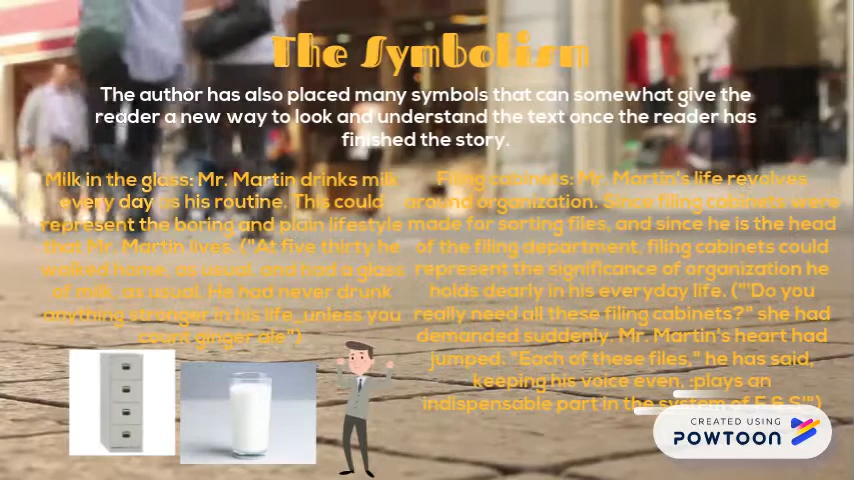 The Symbolism
The author has also placed many symbols that can somewhat give the
reader a new way to look and understand the text once the reader has
finished the story.
Milk in the glass: Mr. Martin drinks milk
every day as his routine. This could
represent the boring and plain lifestyle
that Mr. Martin lives. ("At five thirty he
walked home, as usual, and had a glass
of milk, as usual. He had never drunk
anything stronger in his life_unless you
count ginger ale")
Filing cabinets: Mr. Martin's life revolves
around organization. Since filing cabinets were
made for sorting files, and since he is the head
of the filing department, filing cabinets could
represent the significance of organization he
holds dearly in his everyday life. ("'Do you
really need all these filing cabinets?" she had
demanded suddenly. Mr. Martin's heart had
jumped. "Each of these files," he has said,
keeping his voice even, :plays an
indispensable part in the system of F & S'")
CREATED USING
POWTOON